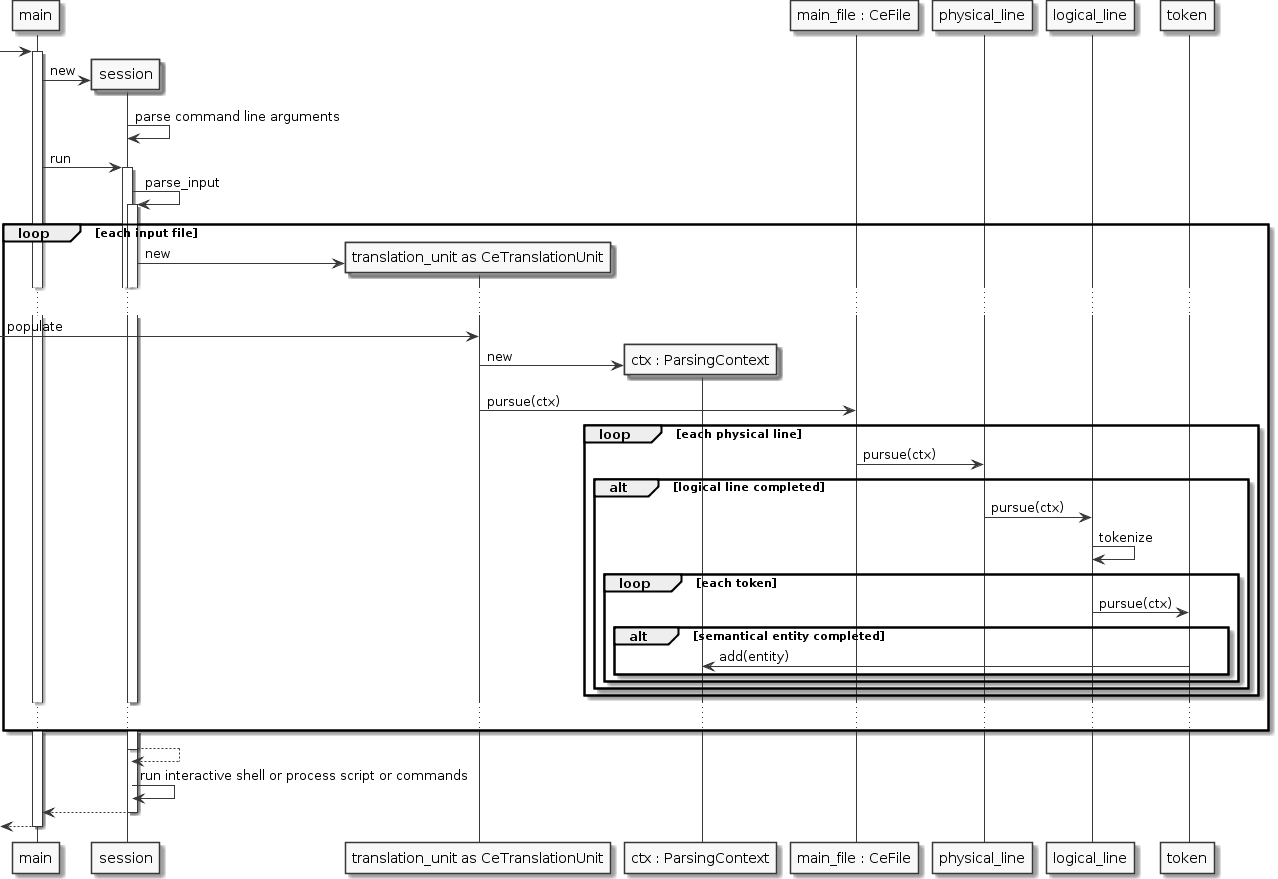 main
main_file : CeFile
physical_line
logical_line
token
new
session
parse command line arguments
run
parse_input
loop
[each input file]
new
translation_unit as CeTranslationUnit
populate
new
ctx : ParsingContext
pursue(ctx)
loop
[each physical line]
pursue(ctx)
alt
[logical line completed]
pursue(ctx)
tokenize
loop
[each token]
pursue(ctx)
alt
[semantical entity completed]
add(entity)
run interactive shell or process script or commands
main
session
translation_unit as CeTranslationUnit
ctx : ParsingContext
main_file : CeFile
physical_line
logical_line
token